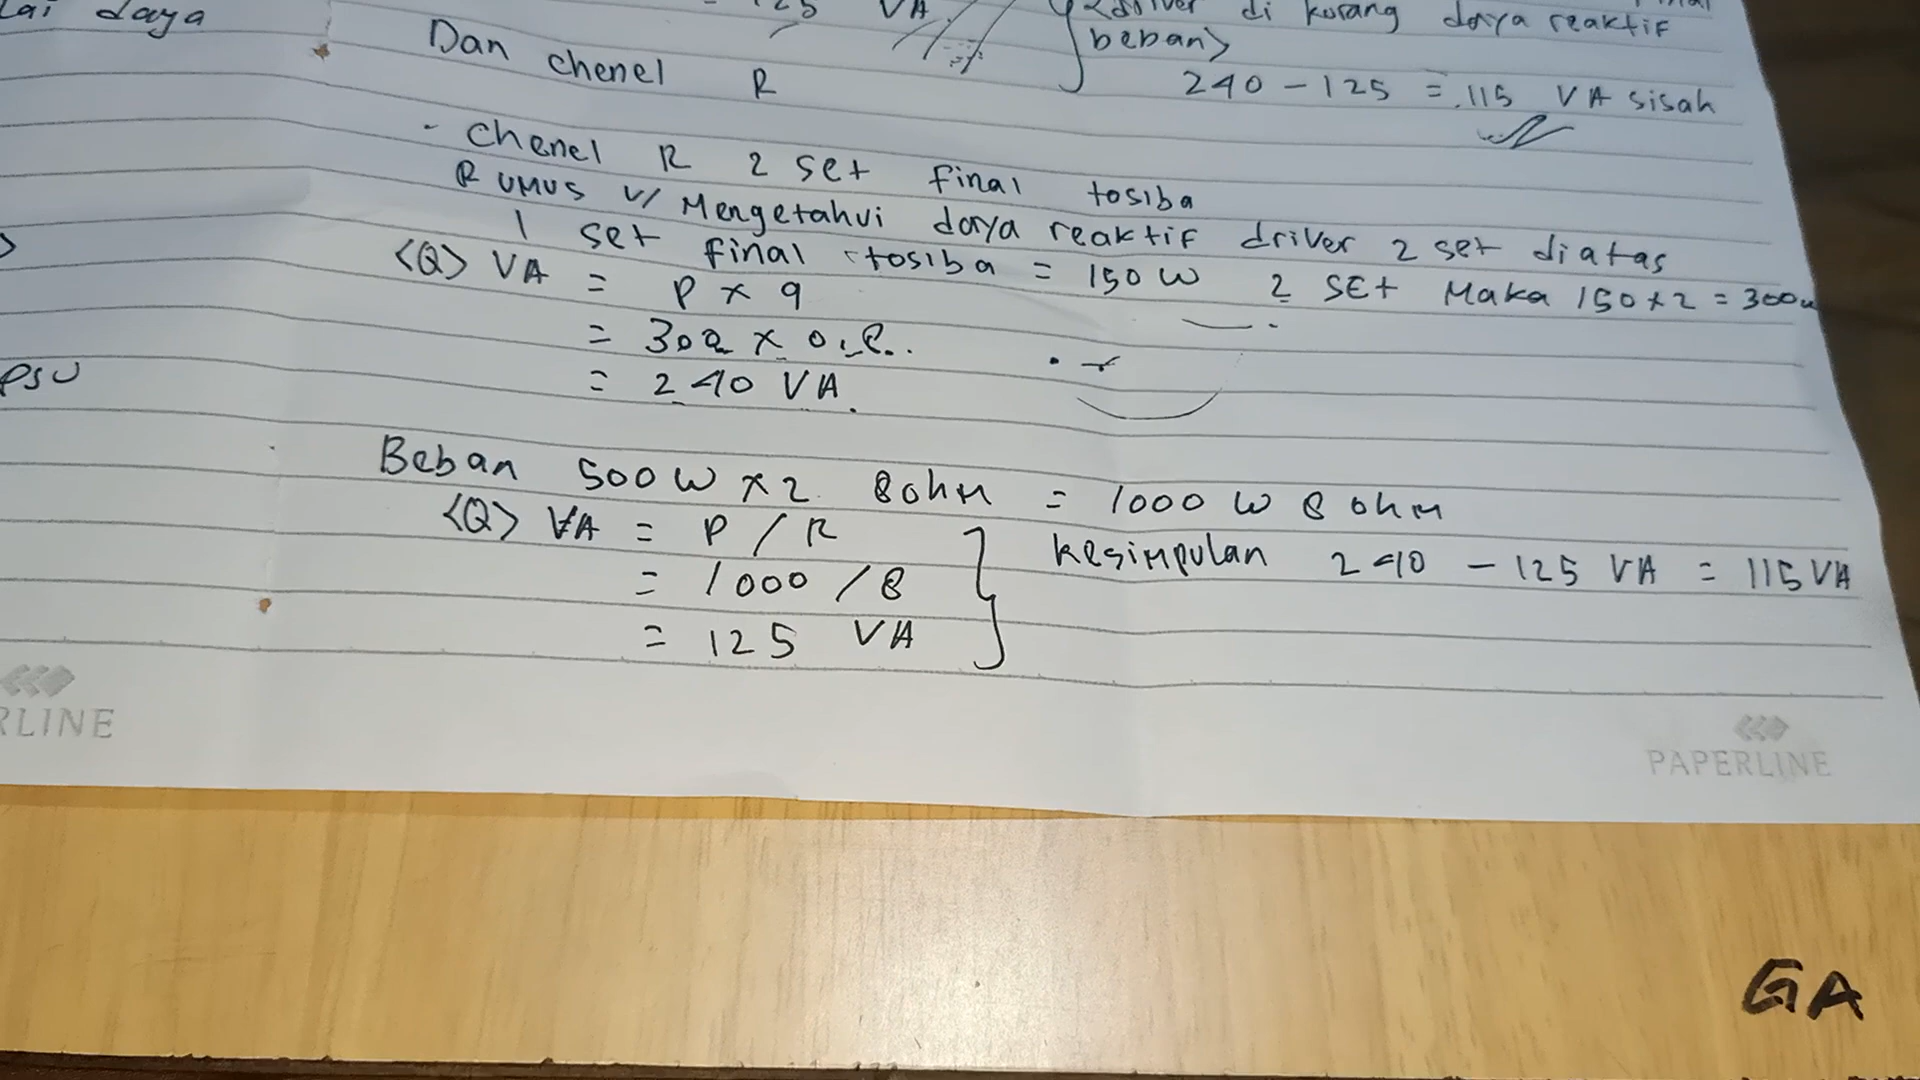 lai daya
125 VA
<driver di kurang daya reaktif
beban>
240 - 125 = 115 VA sisah
Dan chenel R
- Chenel R 2 set final tosiba
Rumus u/ Mengetahui daya reaktif driver 2 set diatas
1 set final tosiba = 150 W 2 SEt Maka 150 x 2 = 300w
<Q> VA = P x q
= 300 x 0.8..
= 240 VA.
PSU
Beban 500 W x 2 8 ohm = 1000 W 8 ohm
<Q> VA = P / R
= 1000 / 8
= 125 VA
Kesimpulan 240 - 125 VA = 115 VA
RLINE
PAPERLINE
GA